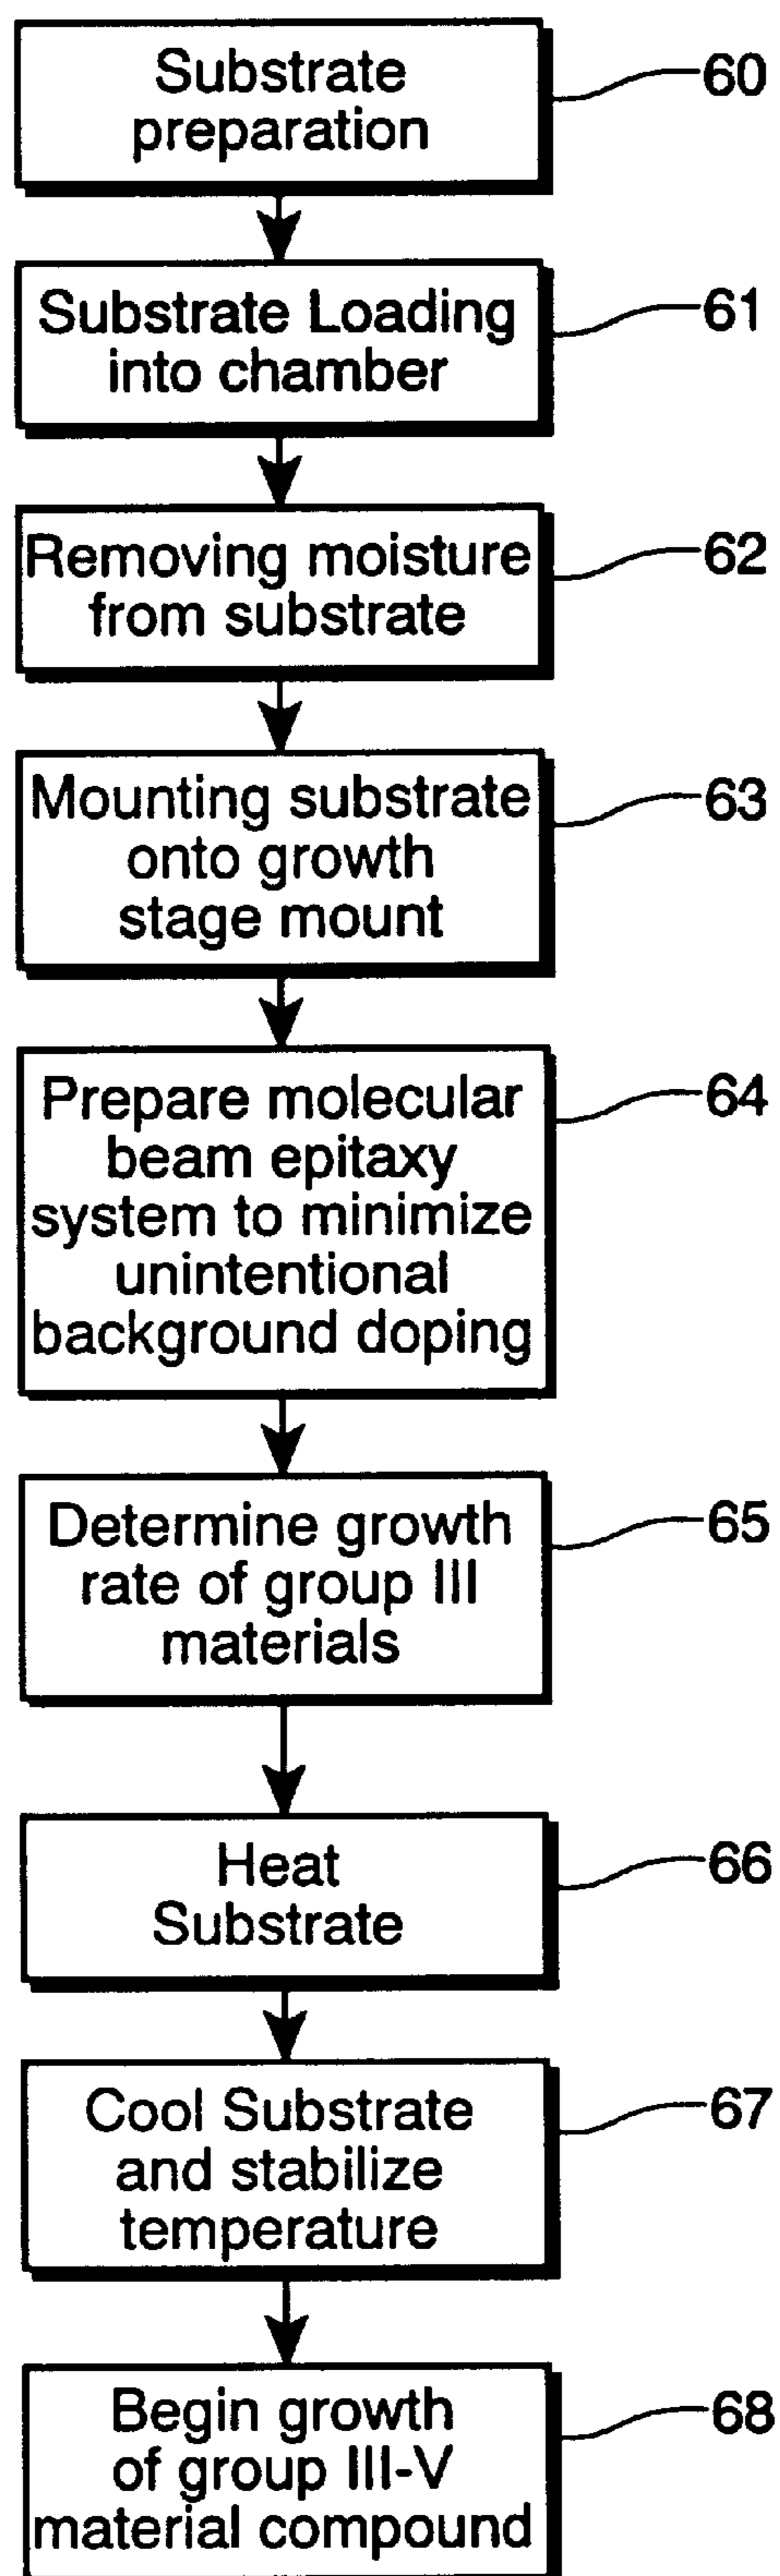 Substrate
preparation
60
Substrate Loading
into chamber
61
Removing moisture
from substrate
62
Mounting substrate
onto growth
stage mount
63
Prepare molecular
beam epitaxy
system to minimize
unintentional
background doping
64
Determine growth
rate of group III
materials
65
Heat
Substrate
66
Cool Substrate
and stabilize
temperature
67
Begin growth
of group III-V
material compound
68